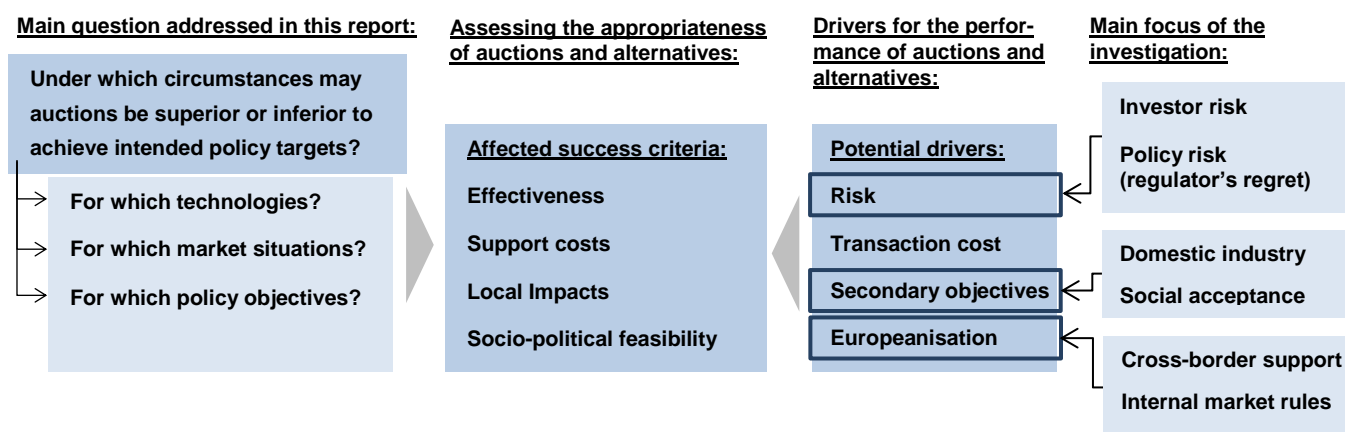 Main question addressed in this report:
Under which circumstances may
auctions be superior or inferior to
achieve intended policy targets?
For which technologies?
For which market situations?
For which policy objectives?
Assessing the appropriateness
of auctions and alternatives:
Affected success criteria:
Effectiveness
Support costs
Local Impacts
Socio-political feasibility
Drivers for the perfor-
mance of auctions and
alternatives:
Potential drivers:
Risk
Transaction cost
Secondary objectives
Europeanisation
Main focus of the
investigation:
Investor risk
Policy risk
(regulator's regret)
Domestic industry
Social acceptance
Cross-border support
Internal market rules